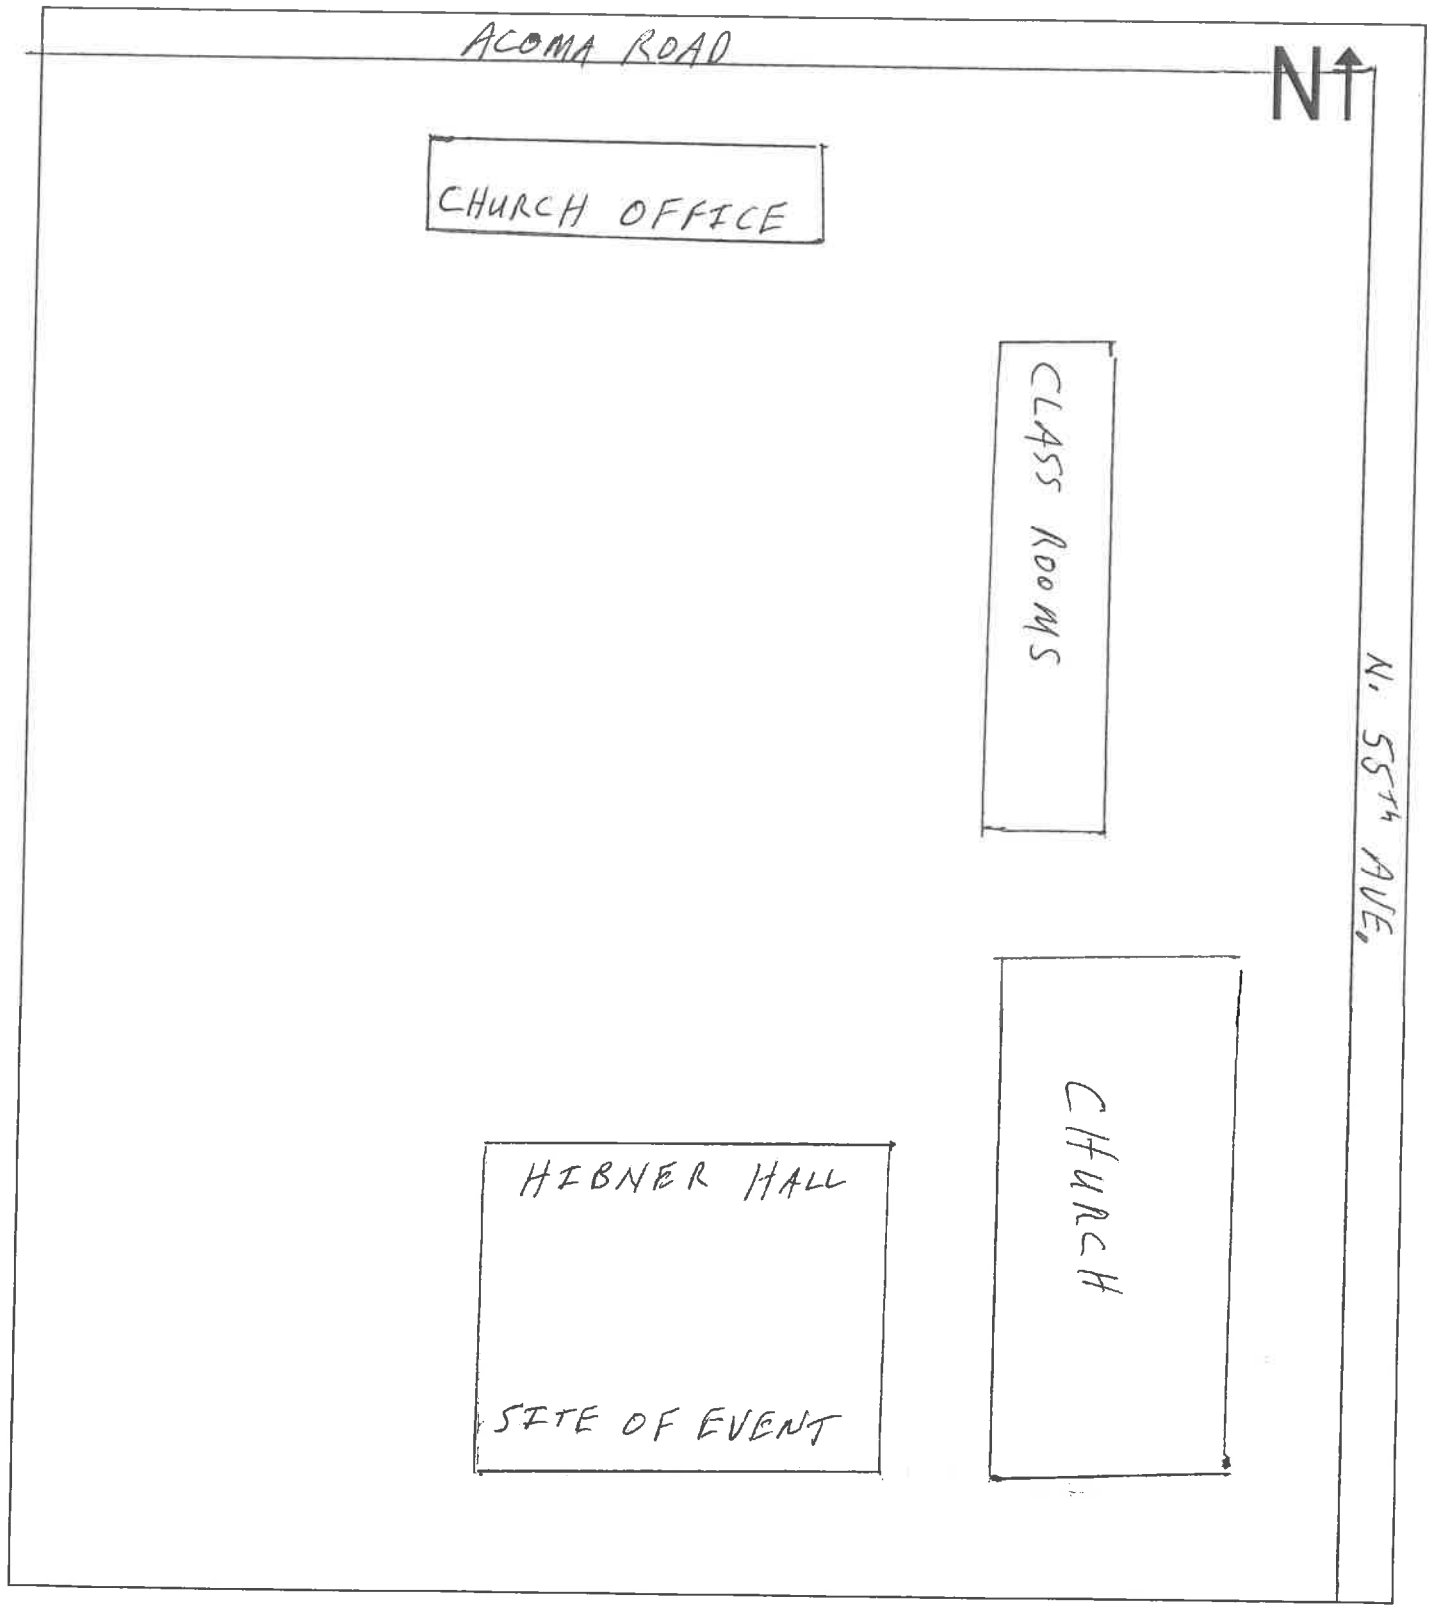 ACOMA ROAD
N↑
CHURCH OFFICE
CLASS ROOMS
N. 55Th AVE.
HIBNER HALL
CHURCH
SITE OF EVENT